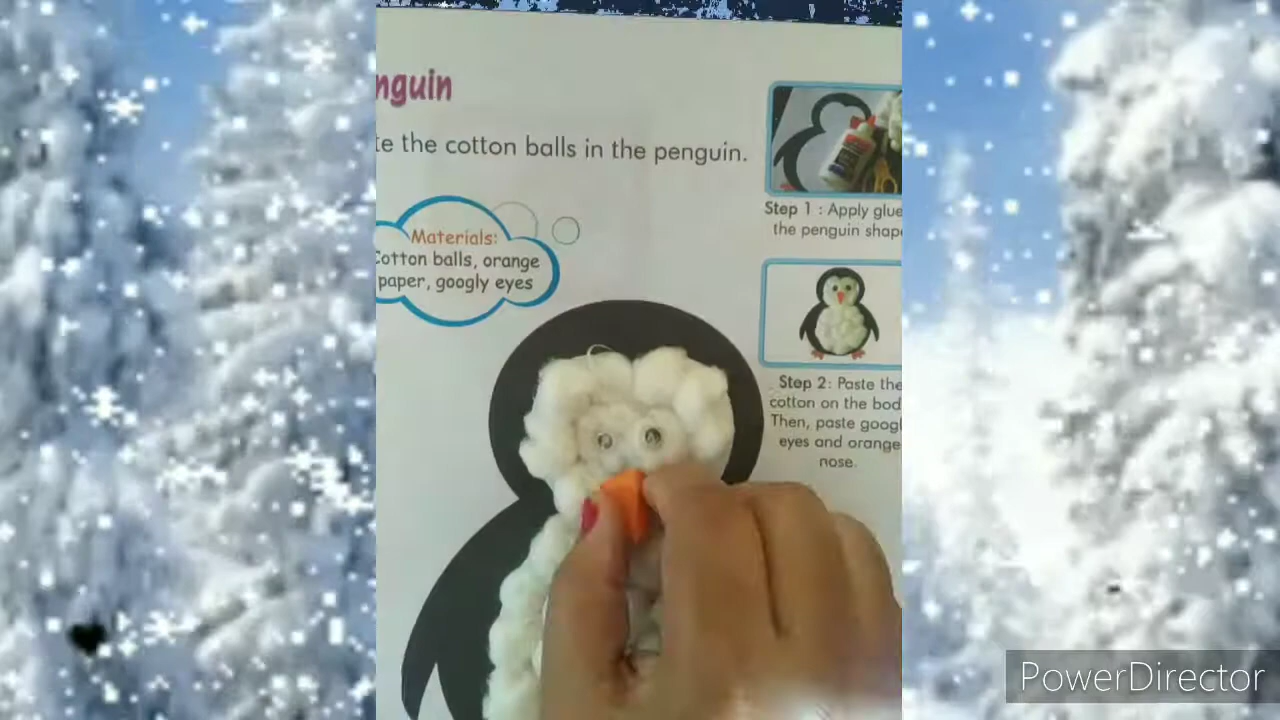 nguin
te the cotton balls in the penguin.
Materials:
Cotton balls, orange
paper, googly eyes
Step 1 : Apply glue
the penguin shape
Step 2: Paste the
cotton on the bod
Then, paste googl
eyes and orange
nose.
PowerDirector